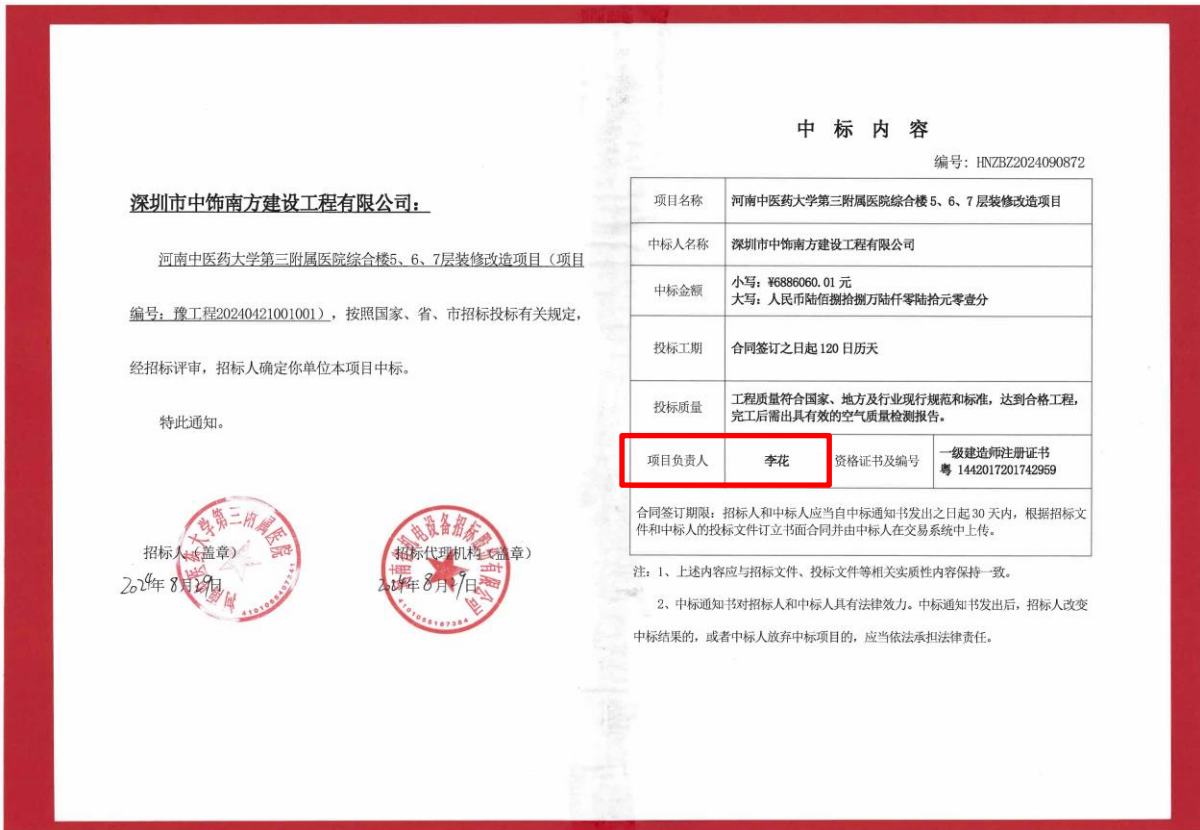 深圳市中饰南方建设工程有限公司：
河南中医药大学第三附属医院综合楼5、6、7层装修改造项目（项目
编号：豫工程20240421001001），按照国家、省、市招标投标有关规定，
经招标评审，招标人确定你单位本项目中标。
特此通知。
招标人（盖章）
2024年8月29日
招标代理机构（盖章）
2024年8月29日
4101055187364
中 标 内 容
编号：HNZBZ2024090872
项目名称 河南中医药大学第三附属医院综合楼 5、6、7 层装修改造项目
中标人名称 深圳市中饰南方建设工程有限公司
中标金额
小写：¥6886060.01 元
大写：人民币陆佰捌拾捌万陆仟零陆拾元零壹分
投标工期 合同签订之日起 120 日历天
投标质量
工程质量符合国家、地方及行业现行规范和标准，达到合格工程，
完工后需出具有效的空气质量检测报告。
项目负责人 李花 资格证书及编号
一级建造师注册证书
粤 1442017201742959
合同签订期限：招标人和中标人应当自中标通知书发出之日起 30 天内，根据招标文
件和中标人的投标文件订立书面合同并由中标人在交易系统中上传。
注：1、上述内容应与招标文件、投标文件等相关实质性内容保持一致。
2、中标通知书对招标人和中标人具有法律效力。中标通知书发出后，招标人改变
中标结果的，或者中标人放弃中标项目的，应当依法承担法律责任。